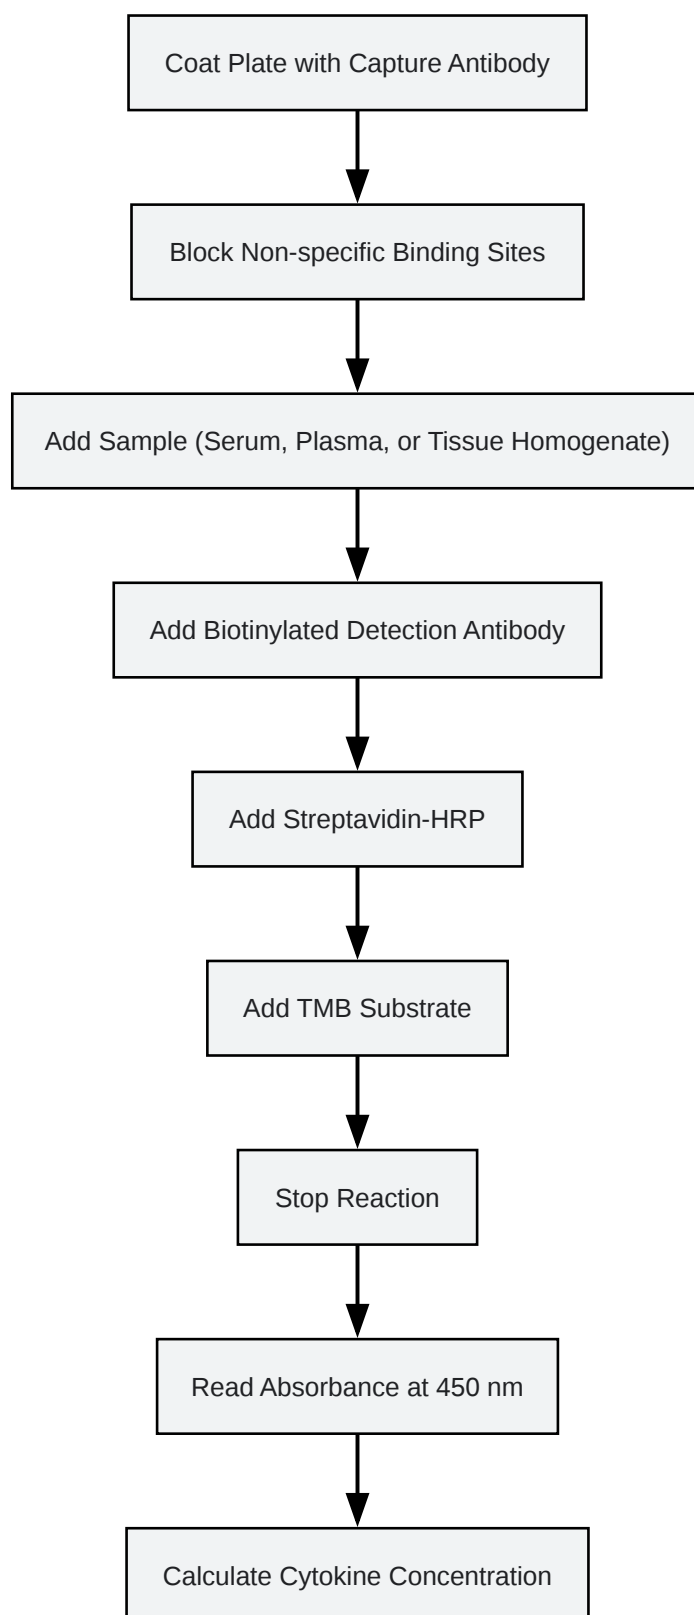 Coat Plate with Capture Antibody
Block Non-specific Binding Sites
Add Sample (Serum, Plasma, or Tissue Homogenate)
Add Biotinylated Detection Antibody
Add Streptavidin-HRP
Add TMB Substrate
Stop Reaction
Read Absorbance at 450 nm
Calculate Cytokine Concentration